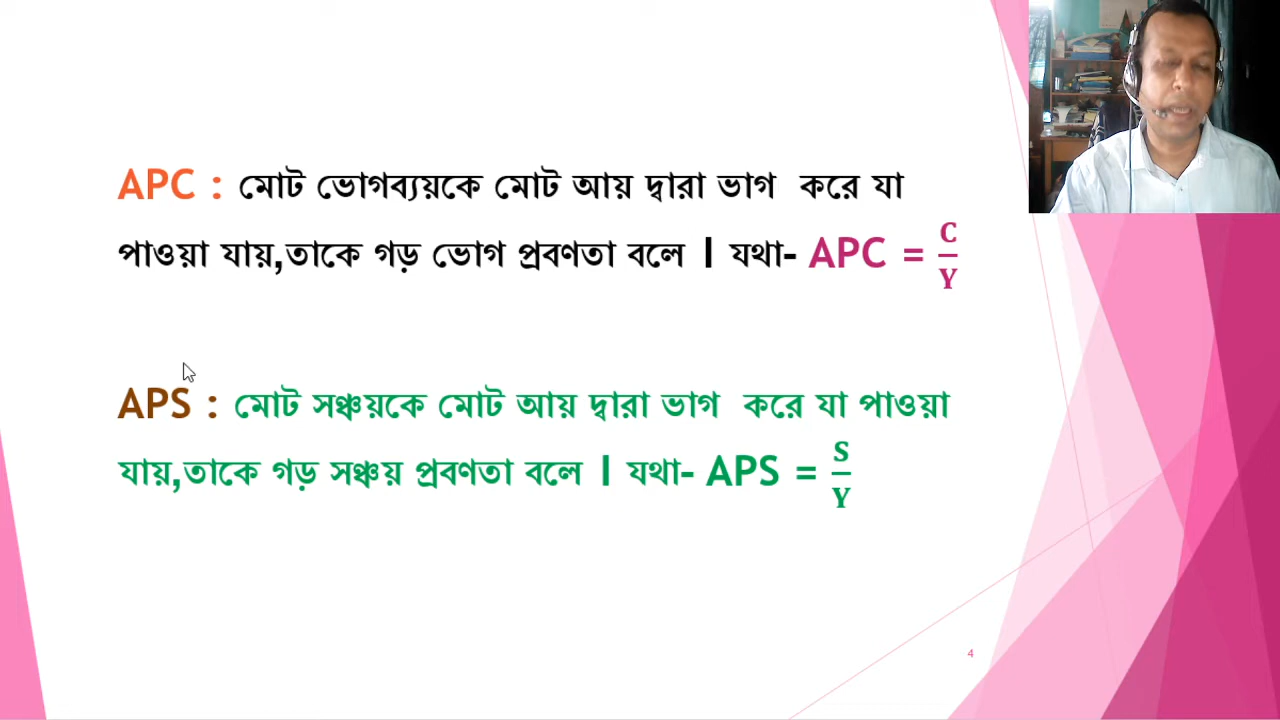 APC : মোট ভোগব্যয়কে মোট আয় দ্বারা ভাগ করে যা
পাওয়া যায়,তাকে গড় ভোগ প্রবণতা বলে । যথা- APC = C/Y
APS : মোট সঞ্চয়কে মোট আয় দ্বারা ভাগ করে যা পাওয়া
যায়,তাকে গড় সঞ্চয় প্রবণতা বলে । যথা- APS = S/Y
4